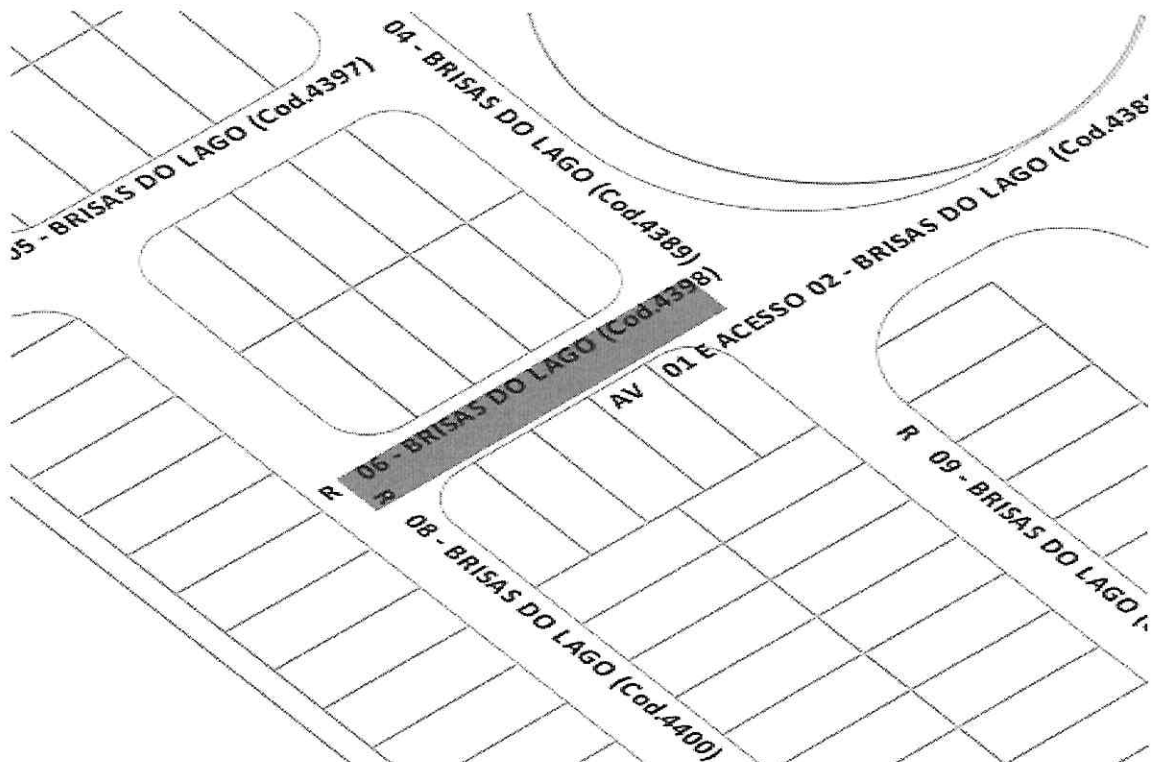 04 - BRISAS DO LAGO (Cod.4389)
05 - BRISAS DO LAGO (Cod.4397)
R 06 - BRISAS DO LAGO (Cod.4398)
AV 01 E ACESSO 02 - BRISAS DO LAGO (Cod.438
R 08 - BRISAS DO LAGO (Cod.4400)
R 09 - BRISAS DO LAGO (